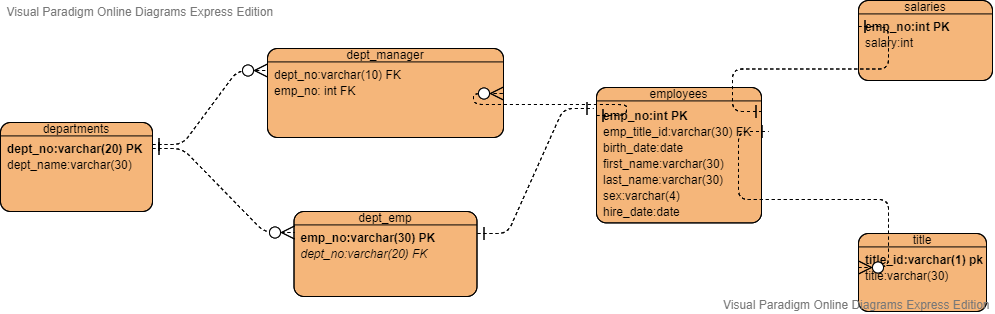 Visual Paradigm Online Diagrams Express Edition
salaries
emp_no:int PK
salary:int
dept_manager
dept_no:varchar(10) FK
emp_no: int FK
employees
emp_no:int PK
emp_title_id:varchar(30) FK
birth_date:date
first_name:varchar(30)
last_name:varchar(30)
sex:varchar(4)
hire_date:date
departments
dept_no:varchar(20) PK
dept_name:varchar(30)
dept_emp
emp_no:varchar(30) PK
dept_no:varchar(20) FK
title
title_id:varchar(1) pk
title:varchar(30)
Visual Paradigm Online Diagrams Express Edition